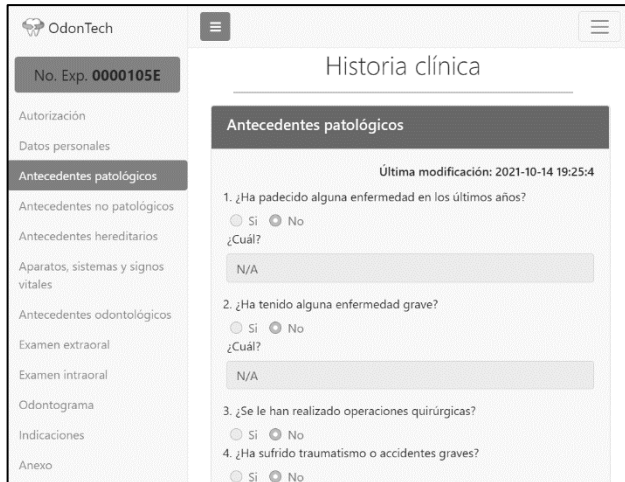 OdonTech
No. Exp. 0000105E
Autorización
Datos personales
Antecedentes patológicos
Antecedentes no patológicos
Antecedentes hereditarios
Aparatos, sistemas y signos
vitales
Antecedentes odontológicos
Examen extraoral
Examen intraoral
Odontograma
Indicaciones
Anexo
Historia clínica
Antecedentes patológicos
Última modificación: 2021-10-14 19:25:4
1. ¿Ha padecido alguna enfermedad en los últimos años?
Si No
¿Cuál?
N/A
2. ¿Ha tenido alguna enfermedad grave?
Si No
¿Cuál?
N/A
3. ¿Se le han realizado operaciones quirúrgicas?
Si No
4. ¿Ha sufrido traumatismo o accidentes graves?
Si No